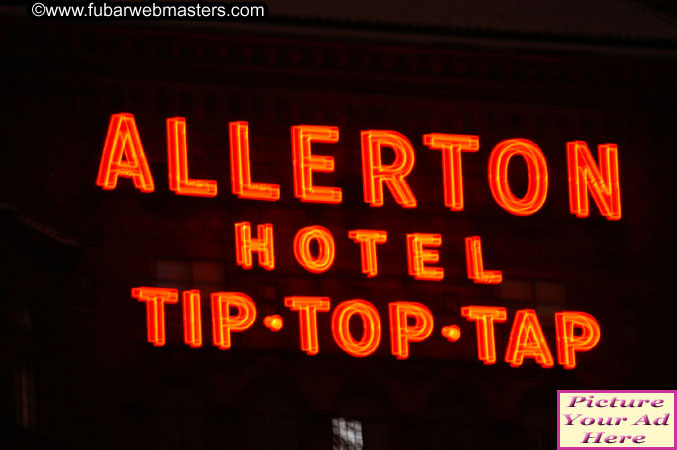 ©www.fubarwebmasters.com
ALLERTON
HOTEL
TIP·TOP·TAP
Picture
Your Ad
Here